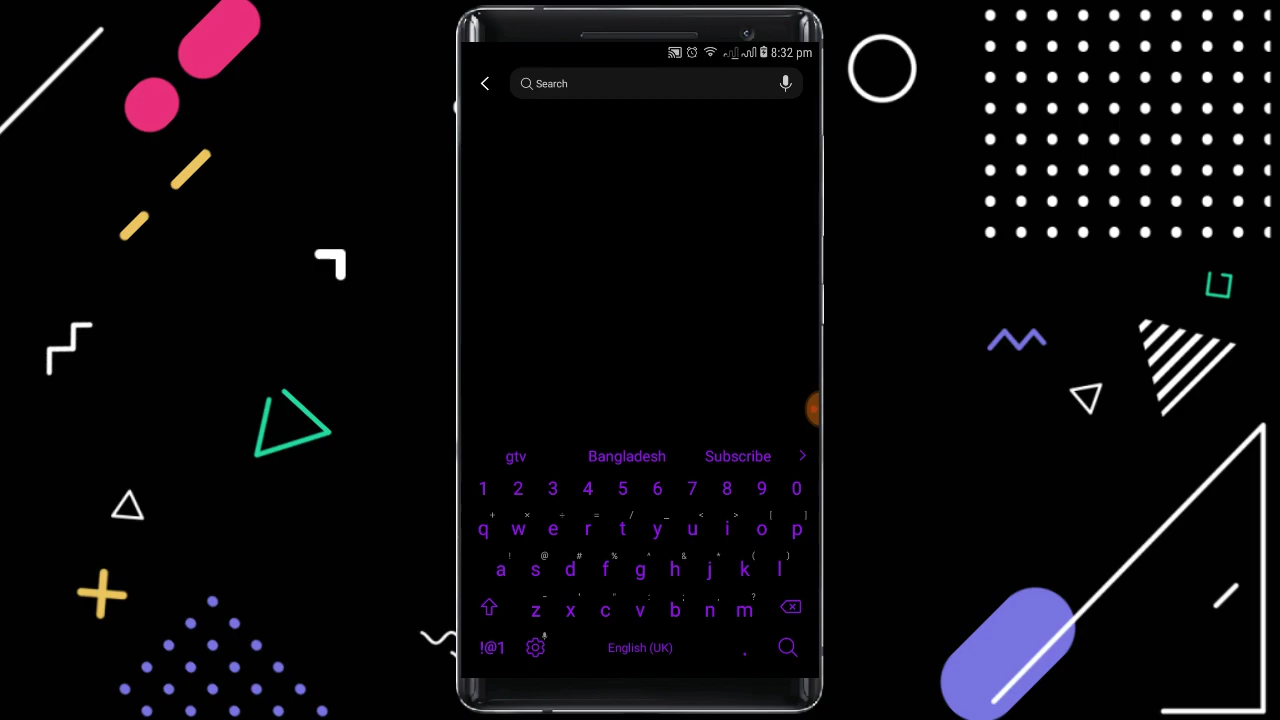 8:32 pm
Search
gtv Bangladesh Subscribe
1 2 3 4 5 6 7 8 9 0
+ × ÷ = / _ < > [ ]
q w e r t y u i o p
! @ # % ^ & * ( )
a s d f g h j k l
- ' " : ; , ?
z x c v b n m
!@1 English (UK) .